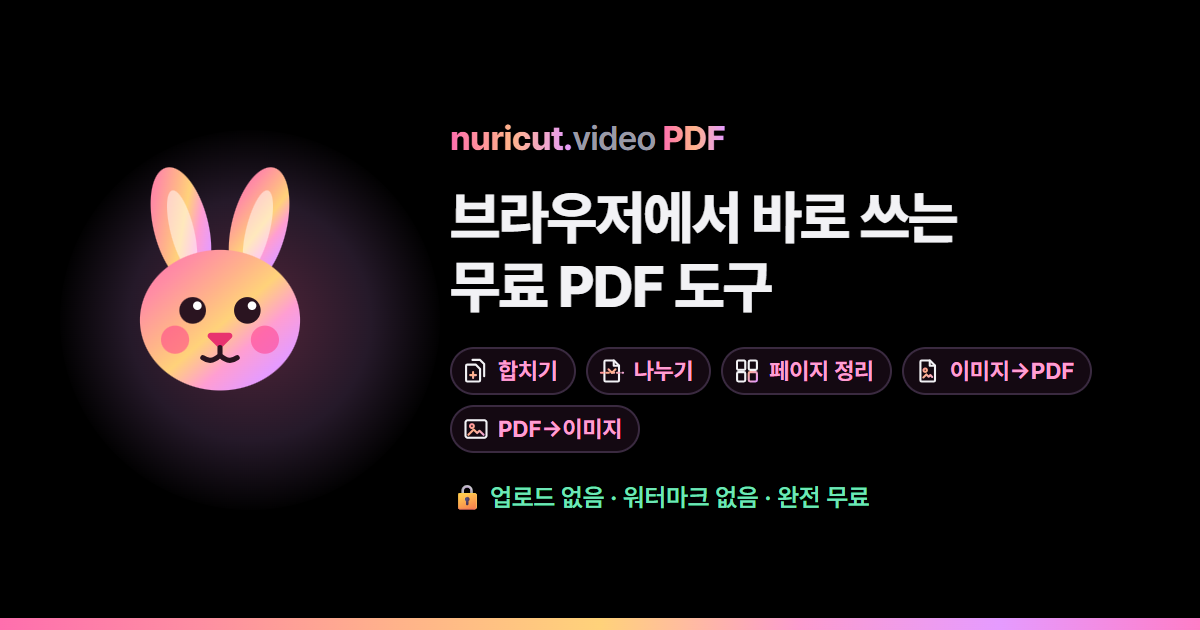 nuricut.video PDF
브라우저에서 바로 쓰는
무료 PDF 도구
합치기 나누기 페이지 정리 이미지→PDF
PDF→이미지
업로드 없음 · 워터마크 없음 · 완전 무료